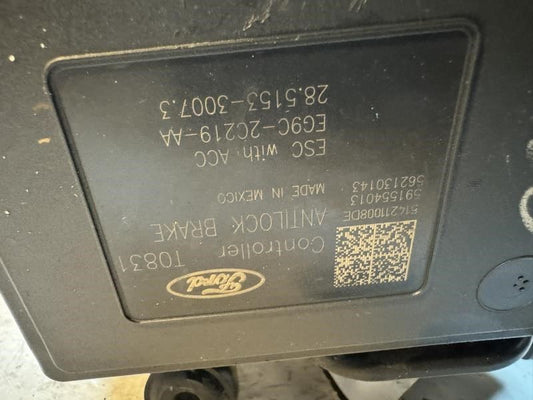 Ford
T0831
Controller
ANTILOCK BRAKE
MADE IN MEXICO
514211008DE
591554013
562130143
ESC with ACC
EG9C-2C219-AA
28.5153-3007.3